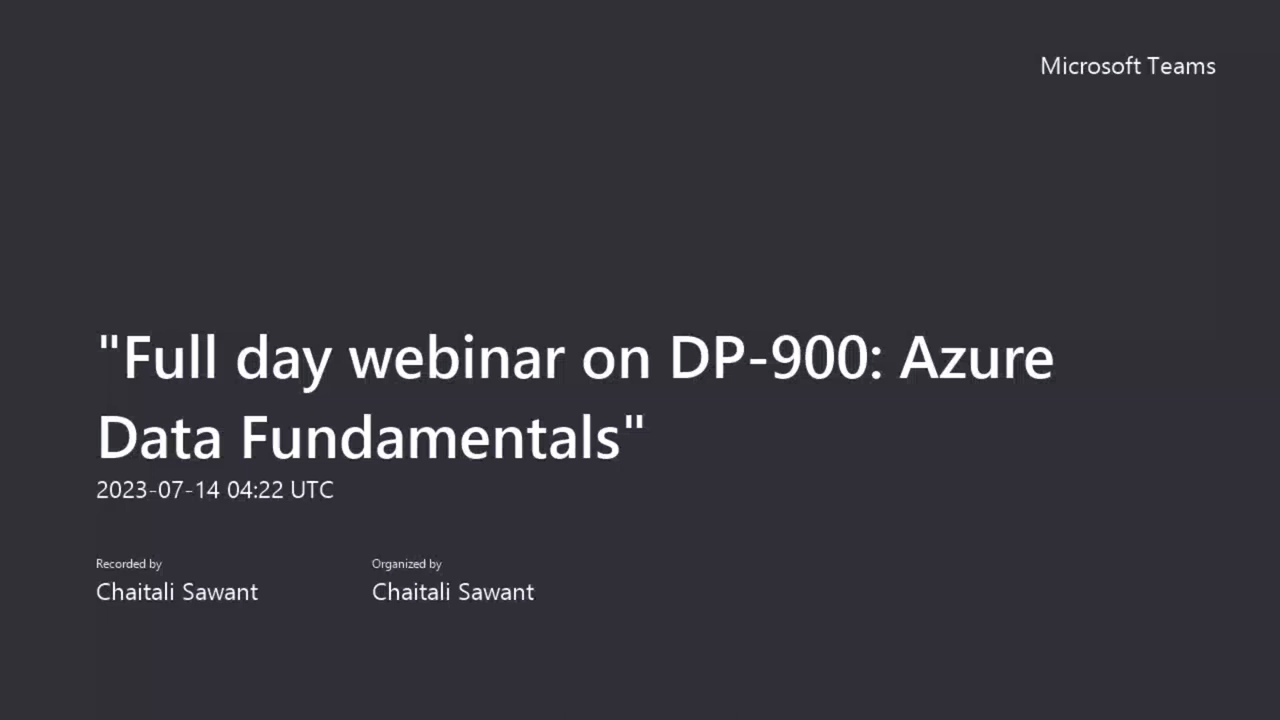 Microsoft Teams
"Full day webinar on DP-900: Azure
Data Fundamentals"
2023-07-14 04:22 UTC
Recorded by
Chaitali Sawant
Organized by
Chaitali Sawant